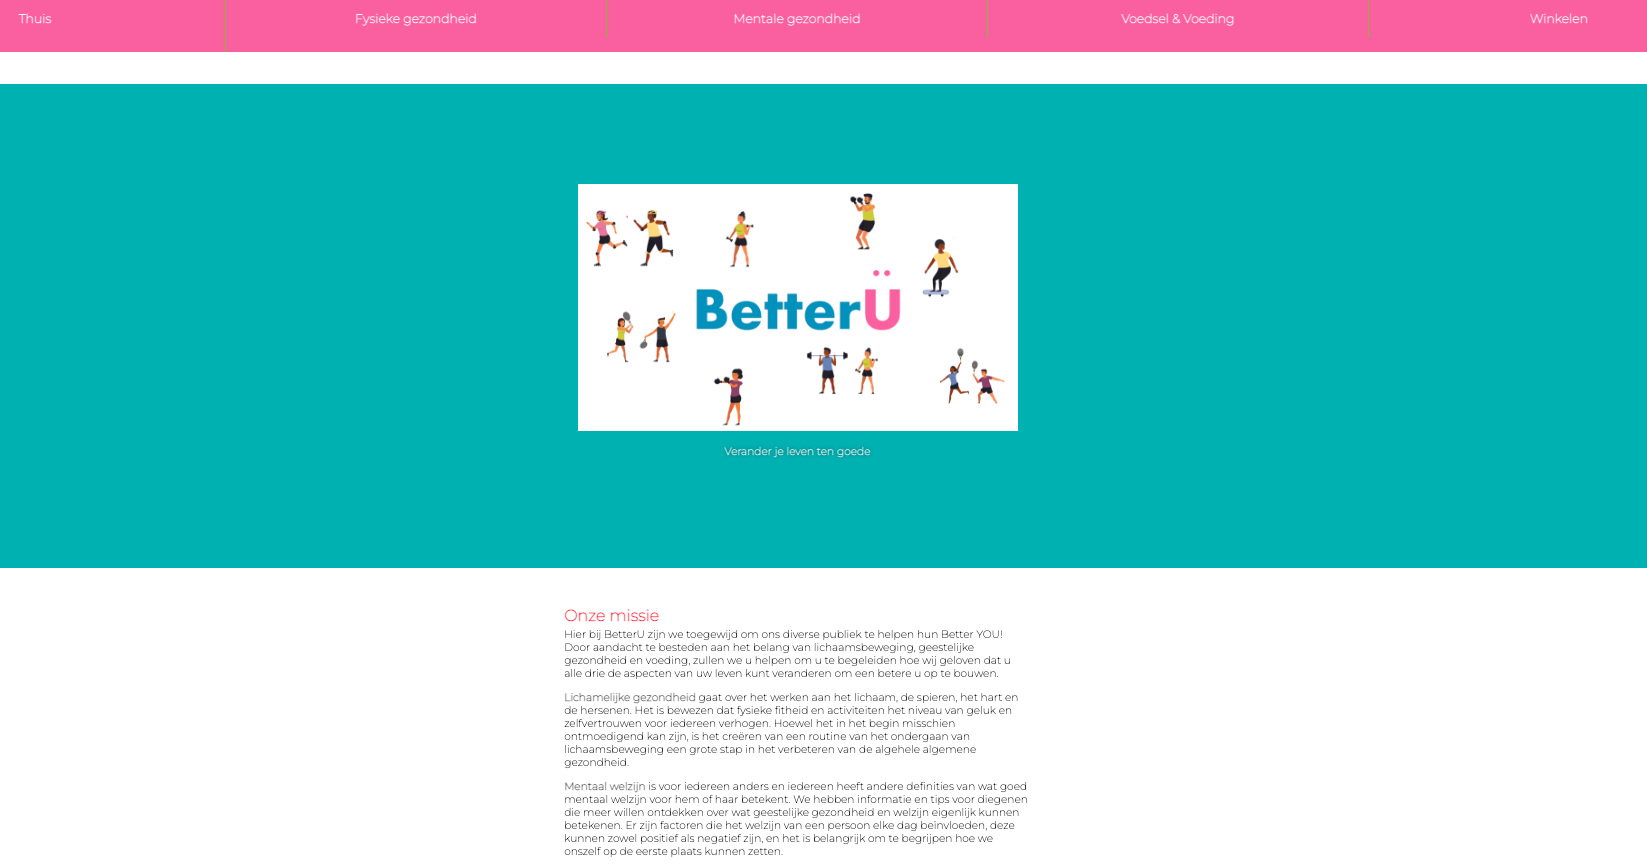 Thuis
Fysieke gezondheid
Mentale gezondheid
Voedsel & Voeding
Winkelen
BetterÜ
Verander je leven ten goede
Onze missie
Hier bij BetterU zijn we toegewijd om ons diverse publiek te helpen hun Better YOU!
Door aandacht te besteden aan het belang van lichaamsbeweging, geestelijke
gezondheid en voeding, zullen we u helpen om u te begeleiden hoe wij geloven dat u
alle drie de aspecten van uw leven kunt veranderen om een betere u op te bouwen.
Lichamelijke gezondheid gaat over het werken aan het lichaam, de spieren, het hart en
de hersenen. Het is bewezen dat fysieke fitheid en activiteiten het niveau van geluk en
zelfvertrouwen voor iedereen verhogen. Hoewel het in het begin misschien
ontmoedigend kan zijn, is het creëren van een routine van het ondergaan van
lichaamsbeweging een grote stap in het verbeteren van de algehele algemene
gezondheid.
Mentaal welzijn is voor iedereen anders en iedereen heeft andere definities van wat goed
mentaal welzijn voor hem of haar betekent. We hebben informatie en tips voor diegenen
die meer willen ontdekken over wat geestelijke gezondheid en welzijn eigenlijk kunnen
betekenen. Er zijn factoren die het welzijn van een persoon elke dag beïnvloeden, deze
kunnen zowel positief als negatief zijn, en het is belangrijk om te begrijpen hoe we
onszelf op de eerste plaats kunnen zetten.